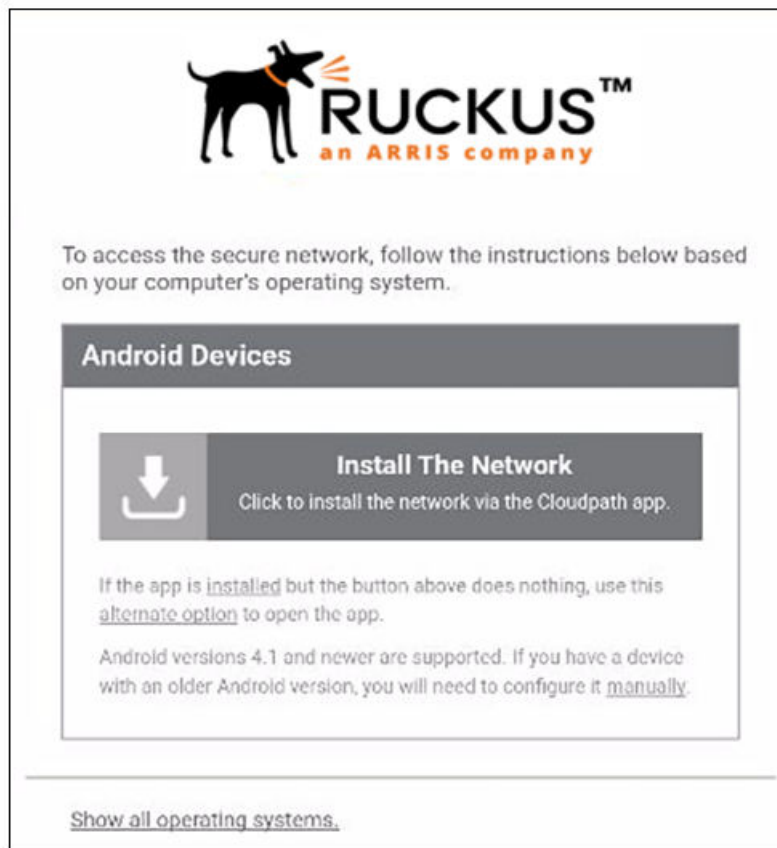 RUCKUS™
an ARRIS company
To access the secure network, follow the instructions below based
on your computer's operating system.
Android Devices
Install The Network
Click to install the network via the Cloudpath app.
If the app is installed but the button above does nothing, use this
alternate option to open the app.
Android versions 4.1 and newer are supported. If you have a device
with an older Android version, you will need to configure it manually.
Show all operating systems.